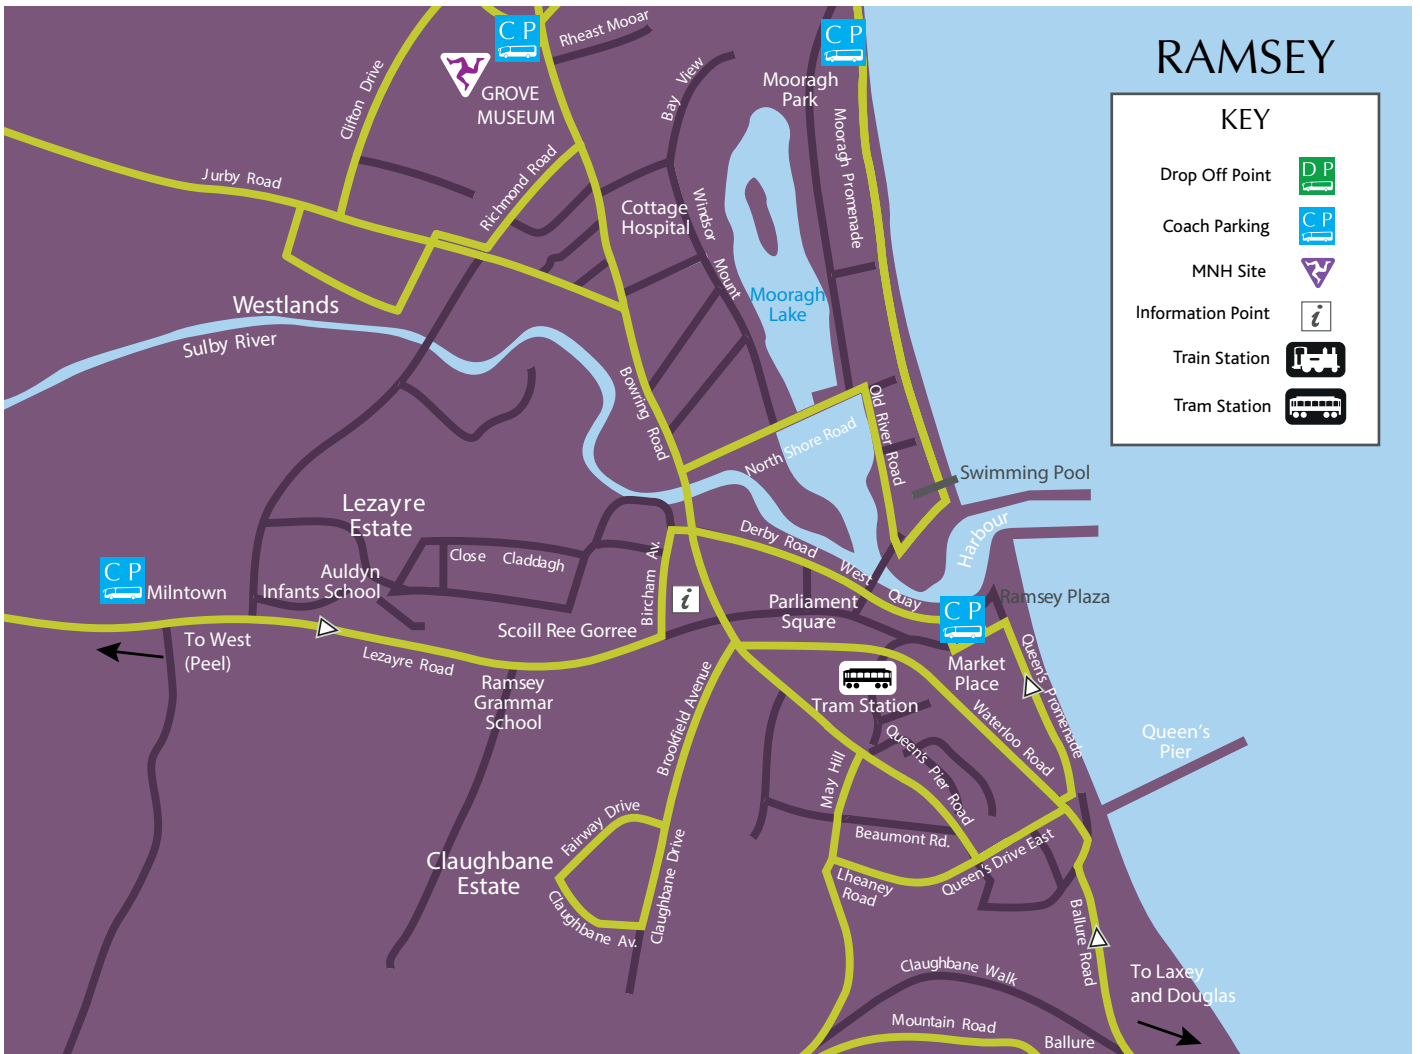 RAMSEY
KEY
Drop Off Point
DP
Coach Parking
CP
MNH Site
Information Point
i
Train Station
Tram Station
CP
Rheast Mooar
CP
GROVE
MUSEUM
Clifton Drive
Bay View
Mooragh
Park
Mooragh Promenade
Jurby Road
Richmond Road
Cottage
Hospital
Windsor Mount
Mooragh
Lake
Westlands
Sulby River
Bowring Road
North Shore Road
Old River Road
Swimming Pool
Harbour
Lezayre
Estate
Derby Road
Close Claddagh
Bircham Av.
i
West Quay
CP
Milntown
Auldyn
Infants School
Parliament
Square
CP
Ramsey Plaza
Scoill Ree Gorree
To West
(Peel)
Lezayre Road
Ramsey
Grammar
School
Brookfield Avenue
Tram Station
Market
Place
Queen's Promenade
Waterloo Road
Queen's
Pier
Queen's Pier Road
May Hill
Beaumont Rd.
Fairway Drive
Claughbane
Estate
Claughbane Drive
Claughbane Av.
Lheaney
Road
Queen's Drive East
Ballure Road
Claughbane Walk
To Laxey
and Douglas
Mountain Road
Ballure